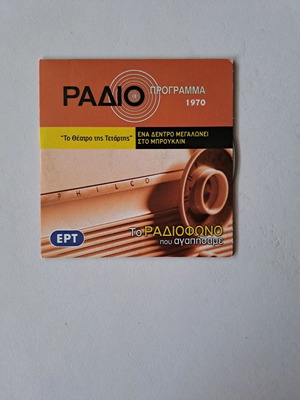 ΡΑΔΙΟ
ΠΡΟΓΡΑΜΜΑ
1970
"Το Θέατρο της Τετάρτης"
ΕΝΑ ΔΕΝΤΡΟ ΜΕΓΑΛΩΝΕΙ
ΣΤΟ ΜΠΡΟΥΚΛΙΝ
PHILCO
ΕΡΤ
Το ΡΑΔΙΟΦΩΝΟ
που αγαπήσαμε